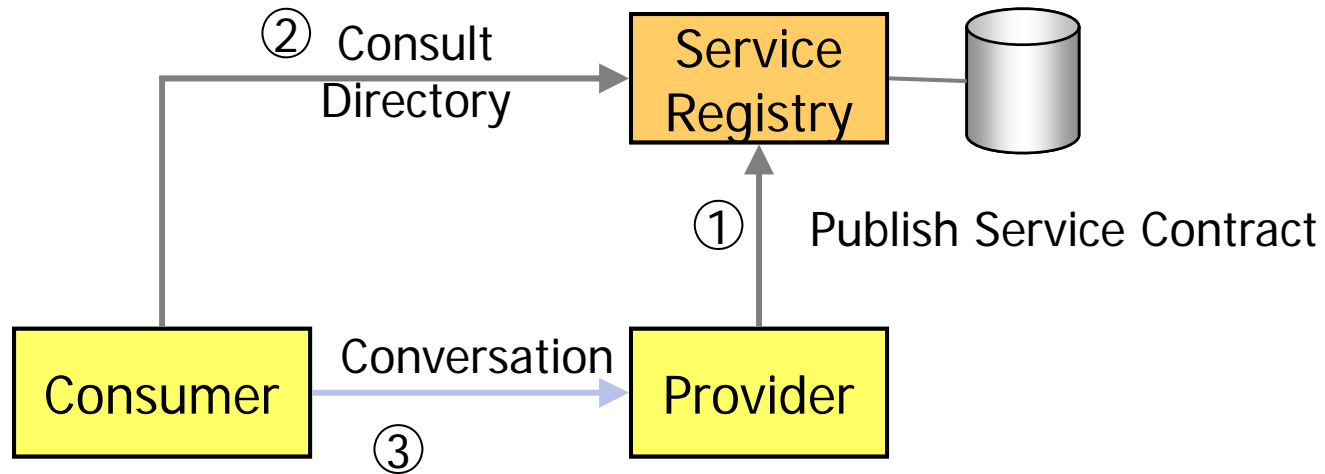 ② Consult
Directory
Service
Registry
① Publish Service Contract
Conversation
Consumer
Provider
③